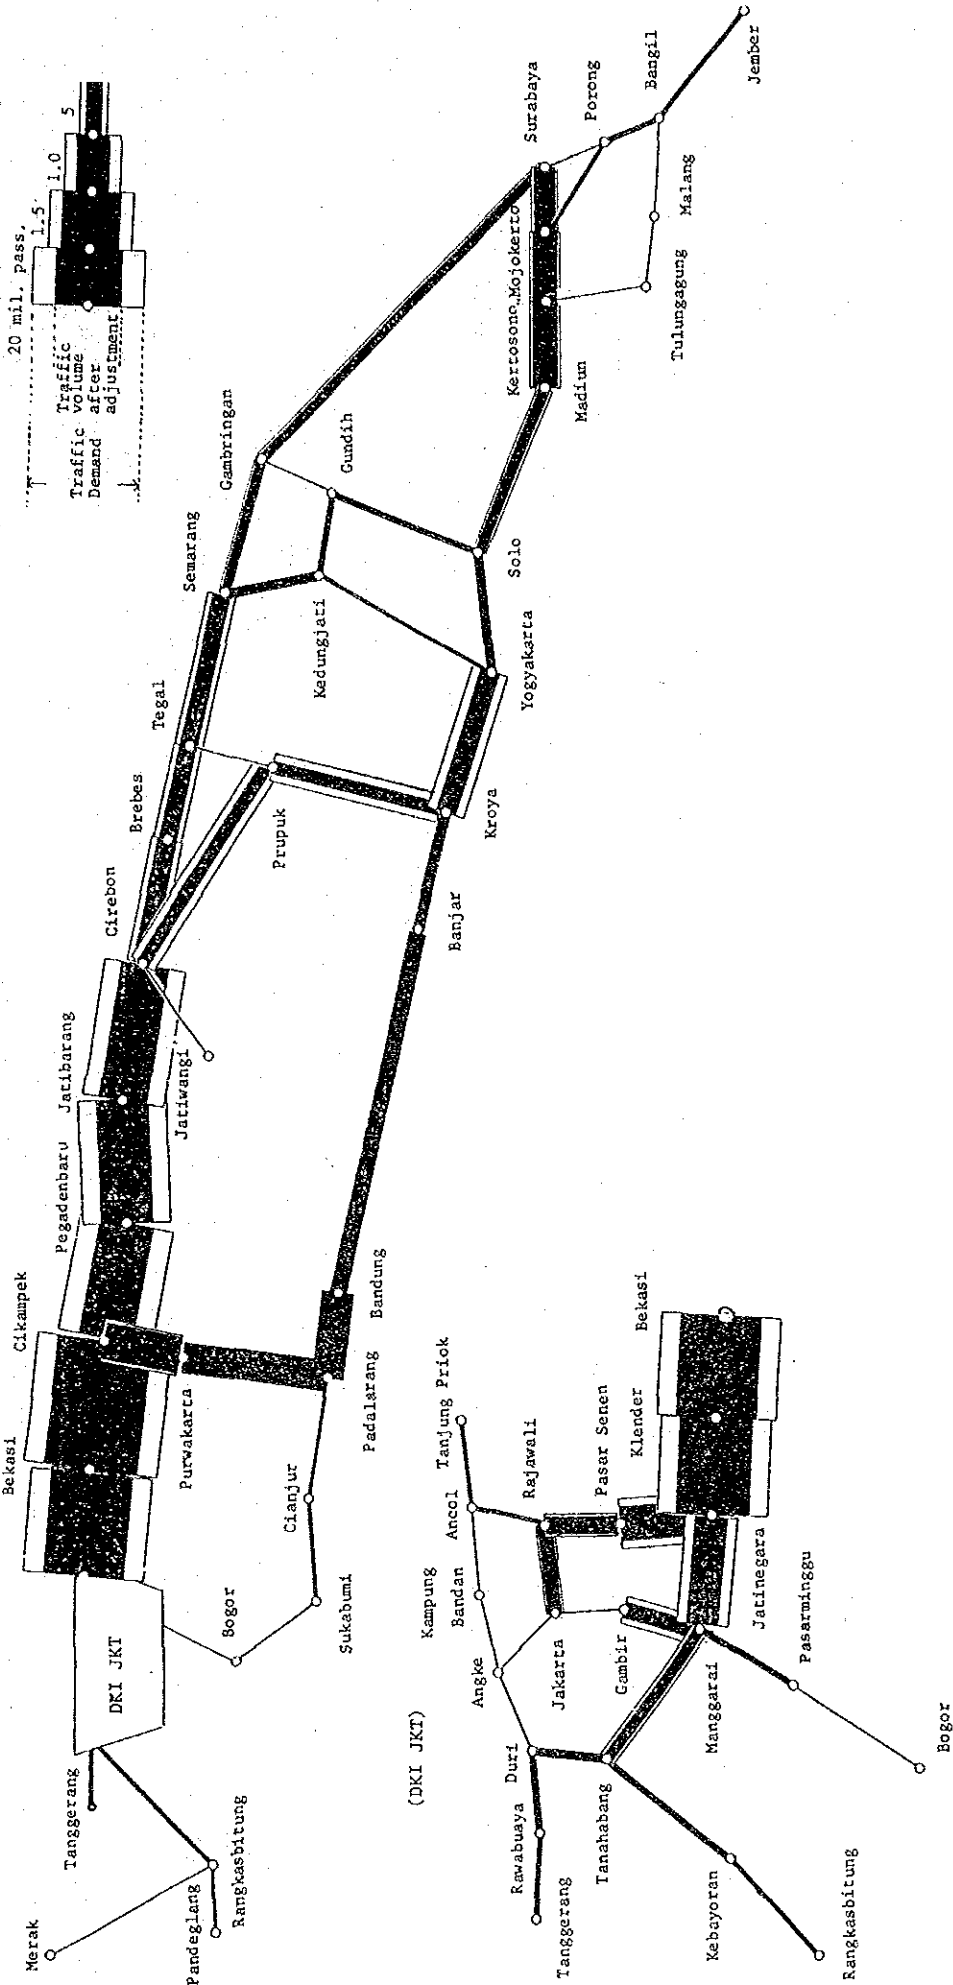 20 mil. pass.
1.5
1.0
5
Traffic
volume
after
adjustment
Traffic
Demand
Merak
Tanggerang
Pandeglang
Rangkasbitung
DKI JKT
Bogor
Sukabumi
Cianjur
Bekasi
Cikampek
Purwakarta
Padalarang
Bandung
Pegadenbaru
Jatibarang
Jatiwangi
Cirebon
Brebes
Tegal
Prupuk
Banjar
Kroya
Semarang
Kedungjati
Yogyakarta
Gambringan
Gundih
Solo
Madiun
Kertosono
Mojokerto
Surabaya
Porong
Bangil
Jember
Malang
Tulungagung
(DKI JKT)
Tanggerang
Rawabuaya
Duri
Angke
Kampung
Bandan
Ancol
Tanjung Priok
Rajawali
Pasar Senen
Klender
Bekasi
Jakarta
Gambir
Manggarai
Jatinegara
Pasarminggu
Bogor
Tanahabang
Kebayoran
Rangkasbitung